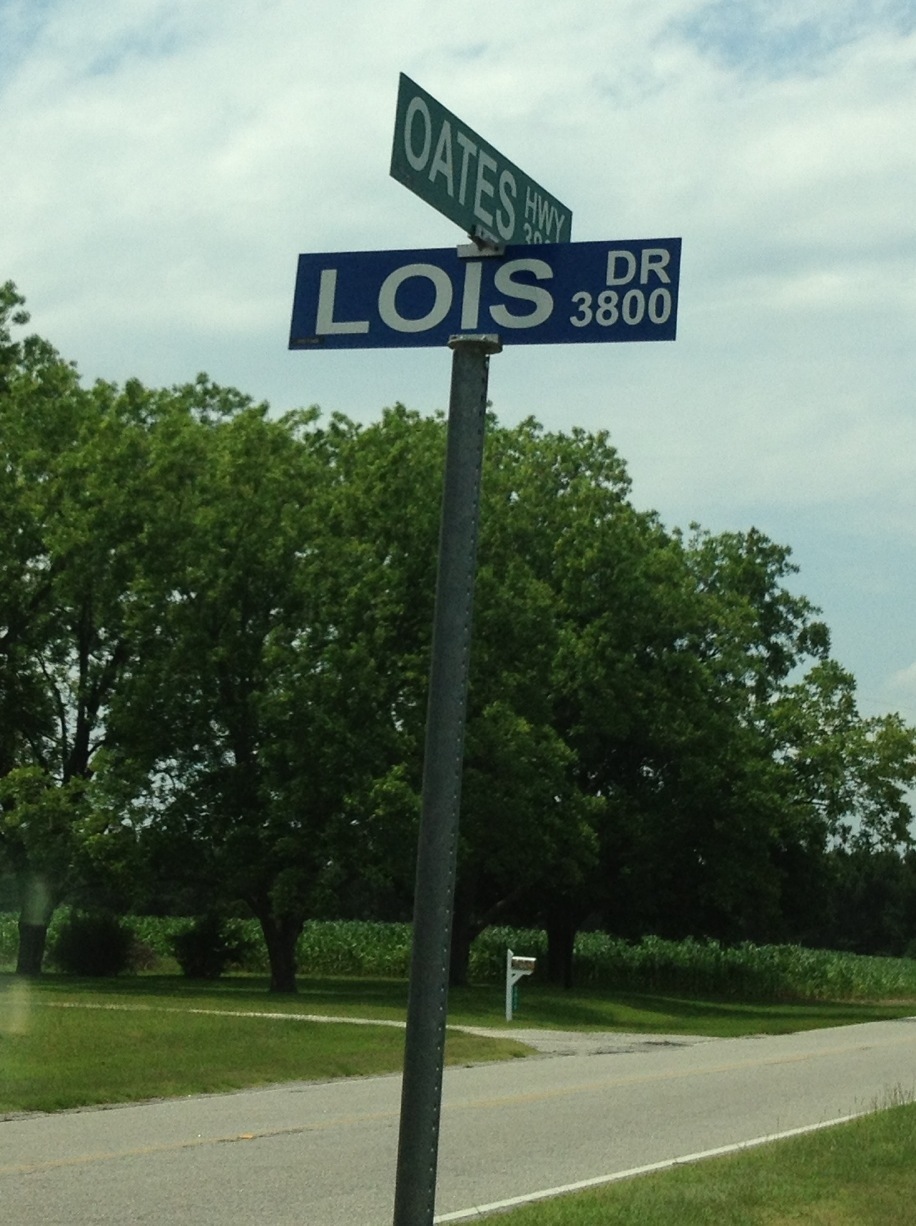 OATES HWY
LOIS DR
3800